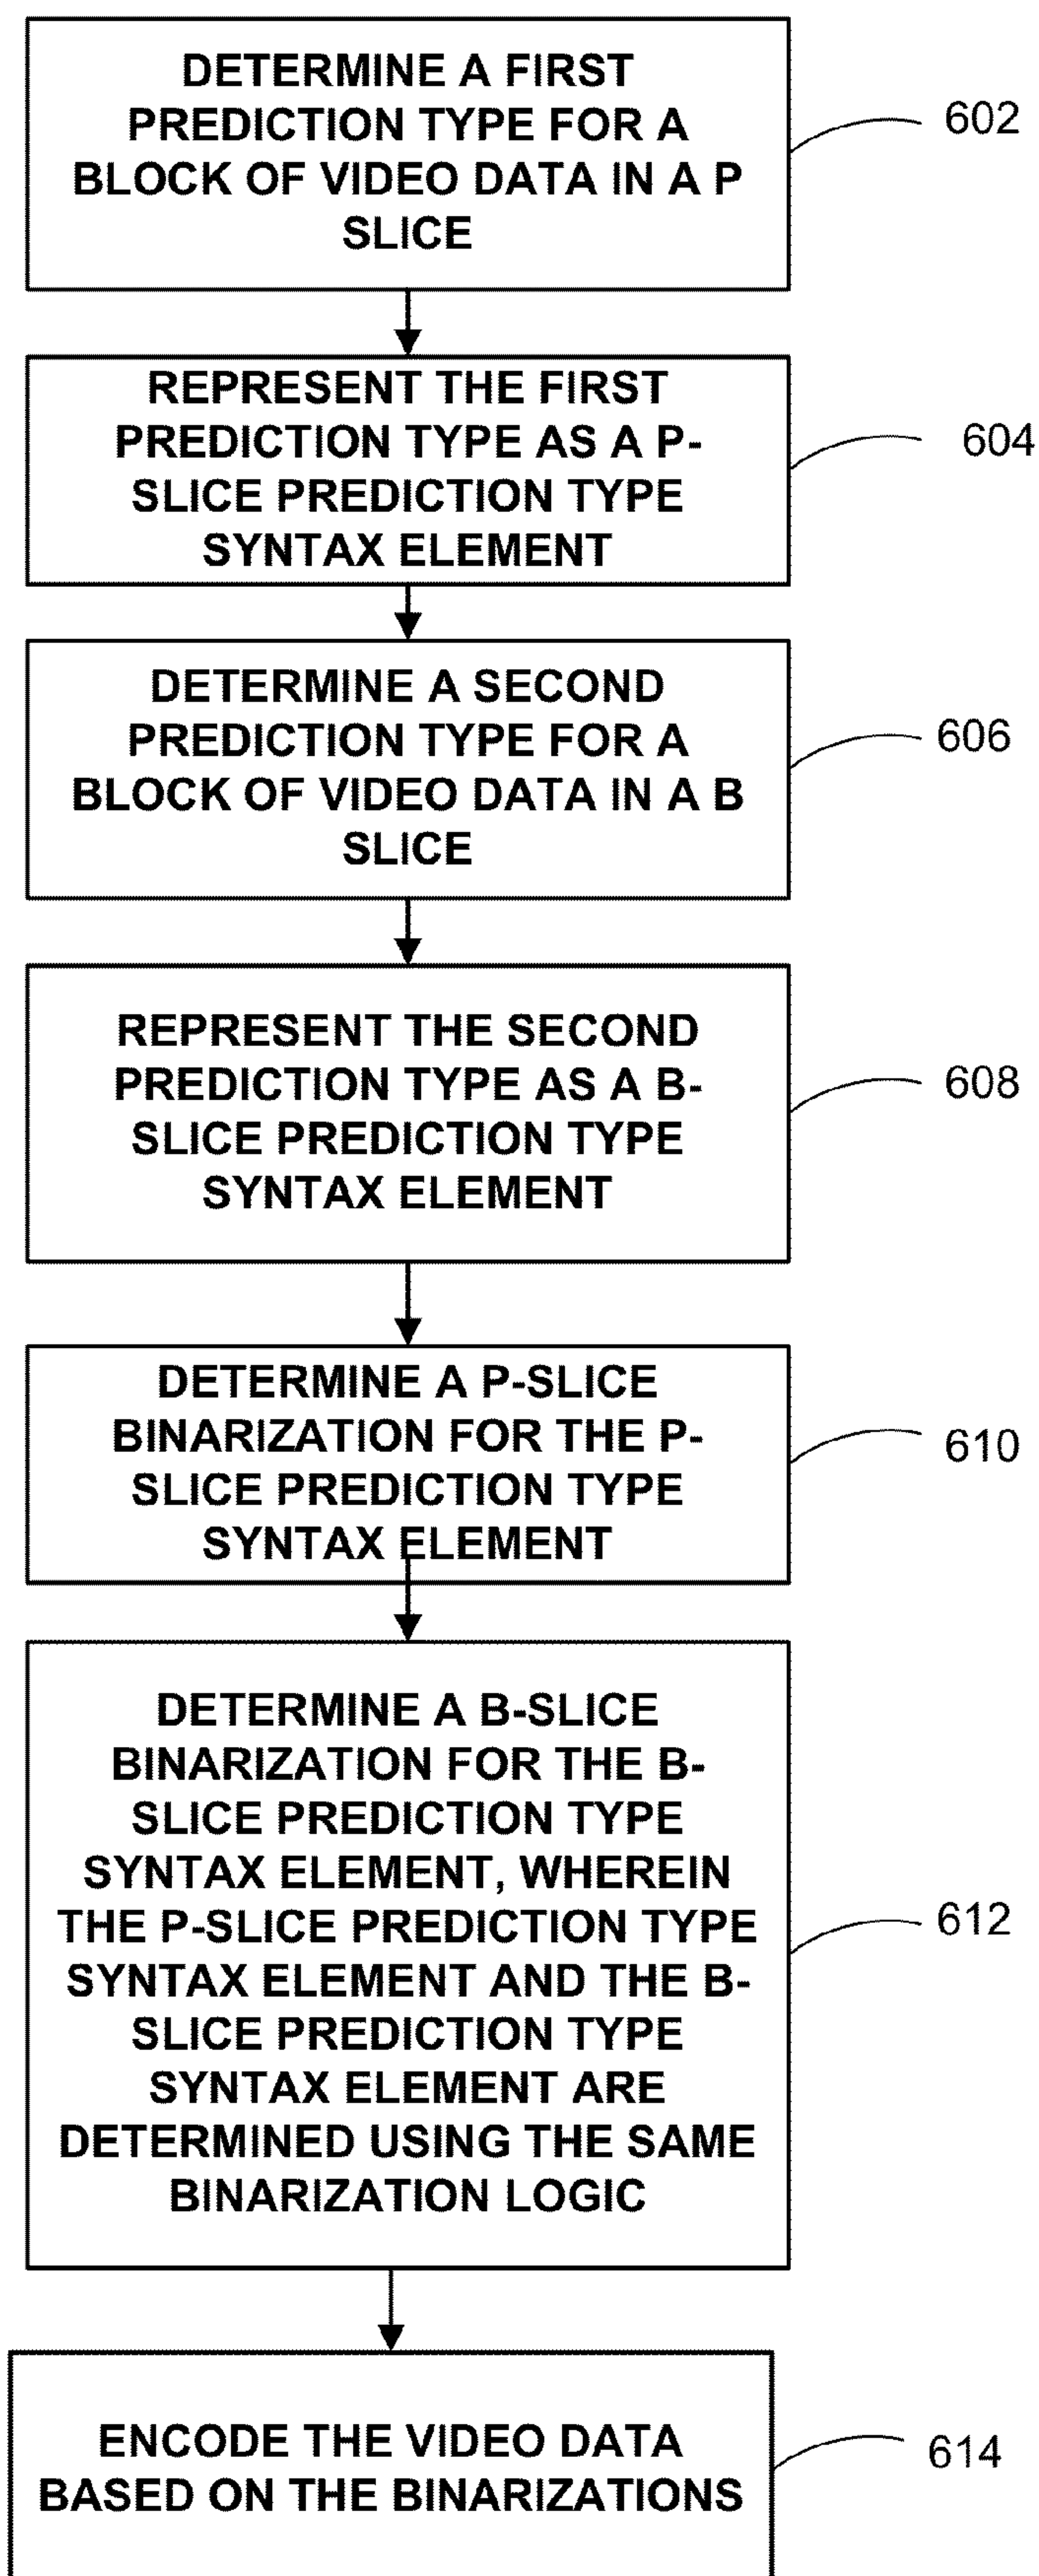 DETERMINE A FIRST
PREDICTION TYPE FOR A
BLOCK OF VIDEO DATA IN A P
SLICE
602
REPRESENT THE FIRST
PREDICTION TYPE AS A P-
SLICE PREDICTION TYPE
SYNTAX ELEMENT
604
DETERMINE A SECOND
PREDICTION TYPE FOR A
BLOCK OF VIDEO DATA IN A B
SLICE
606
REPRESENT THE SECOND
PREDICTION TYPE AS A B-
SLICE PREDICTION TYPE
SYNTAX ELEMENT
608
DETERMINE A P-SLICE
BINARIZATION FOR THE P-
SLICE PREDICTION TYPE
SYNTAX ELEMENT
610
DETERMINE A B-SLICE
BINARIZATION FOR THE B-
SLICE PREDICTION TYPE
SYNTAX ELEMENT, WHEREIN
THE P-SLICE PREDICTION TYPE
SYNTAX ELEMENT AND THE B-
SLICE PREDICTION TYPE
SYNTAX ELEMENT ARE
DETERMINED USING THE SAME
BINARIZATION LOGIC
612
ENCODE THE VIDEO DATA
BASED ON THE BINARIZATIONS
614